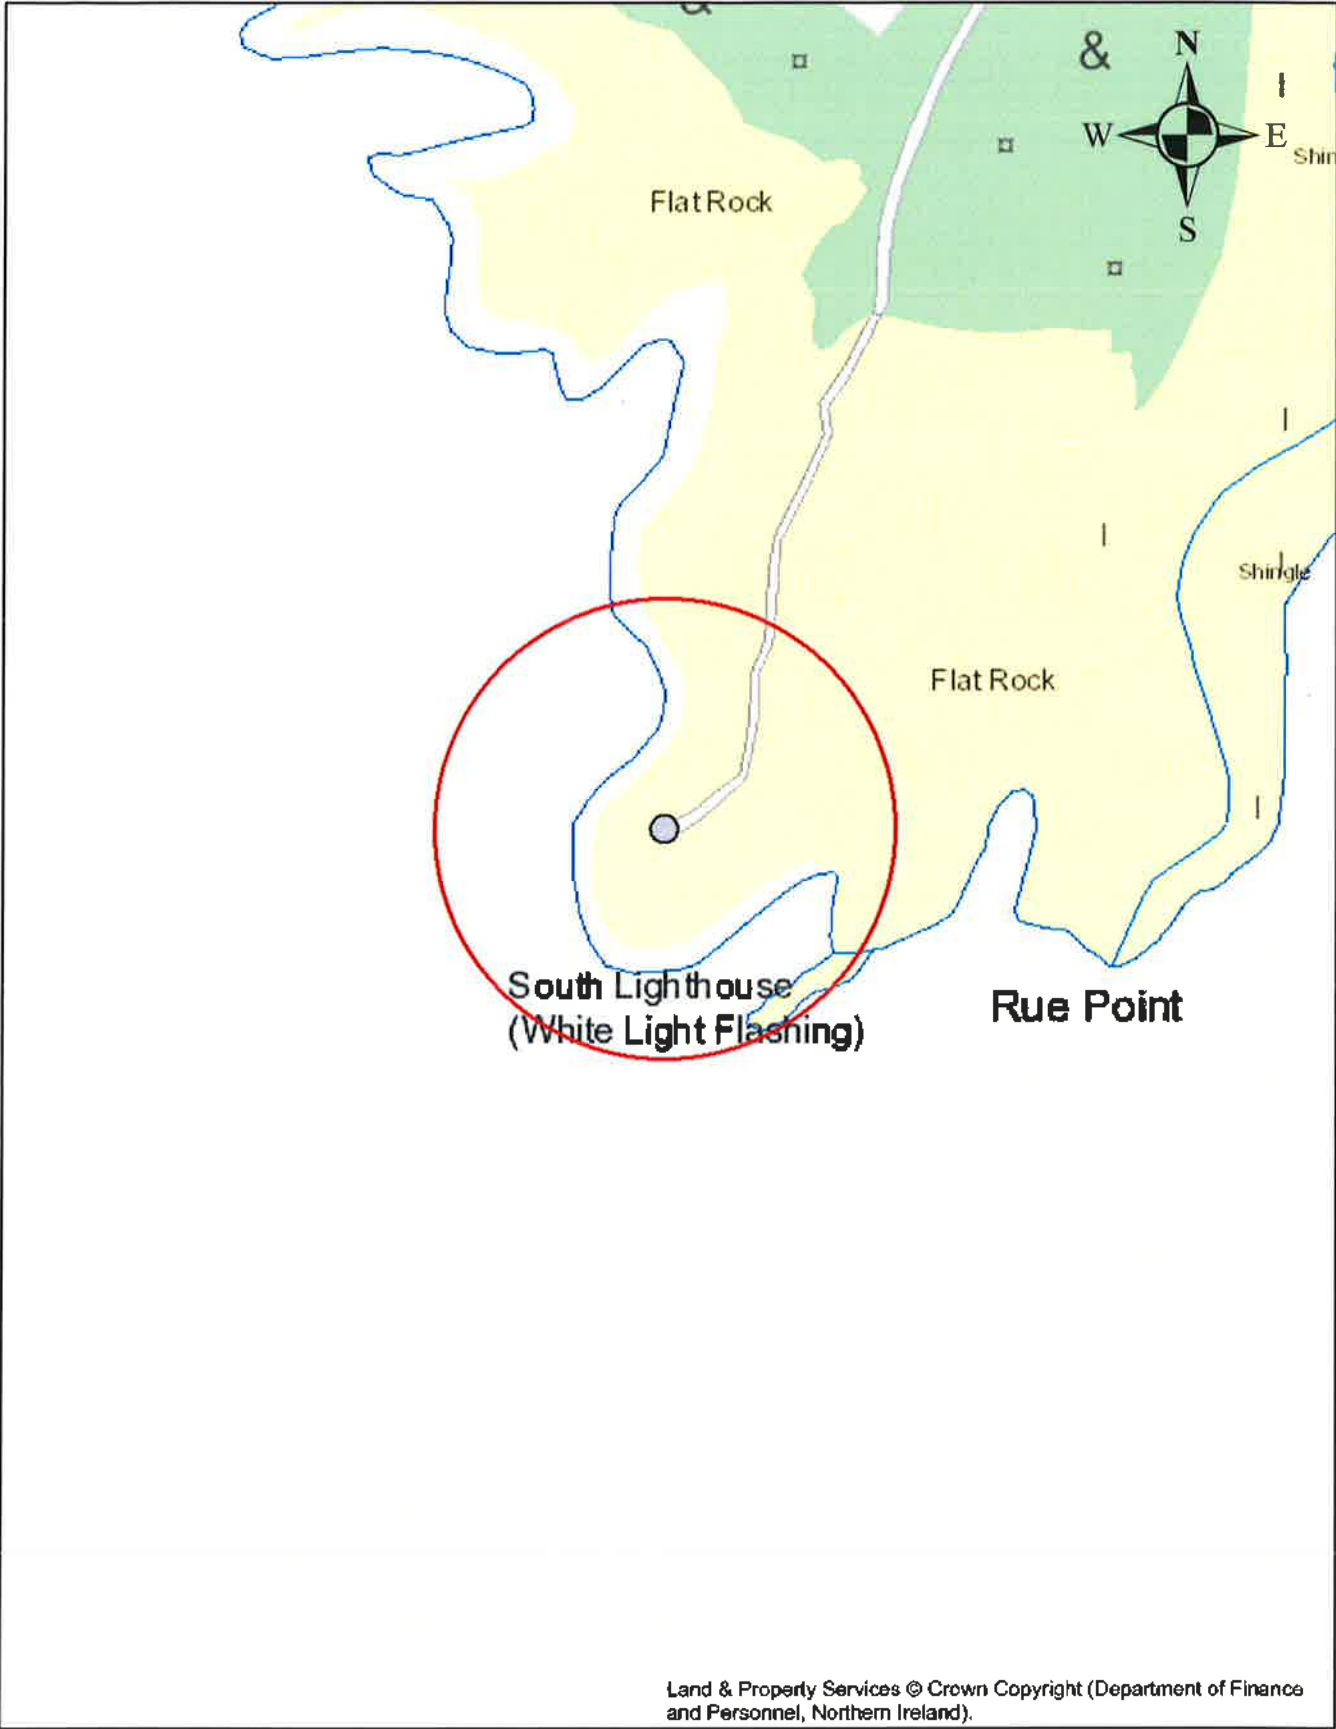 &
&
N
W
E
S
Flat Rock
Shingle
Flat Rock
South Lighthouse
(White Light Flashing)
Rue Point
Land & Property Services © Crown Copyright (Department of Finance
and Personnel, Northern Ireland).